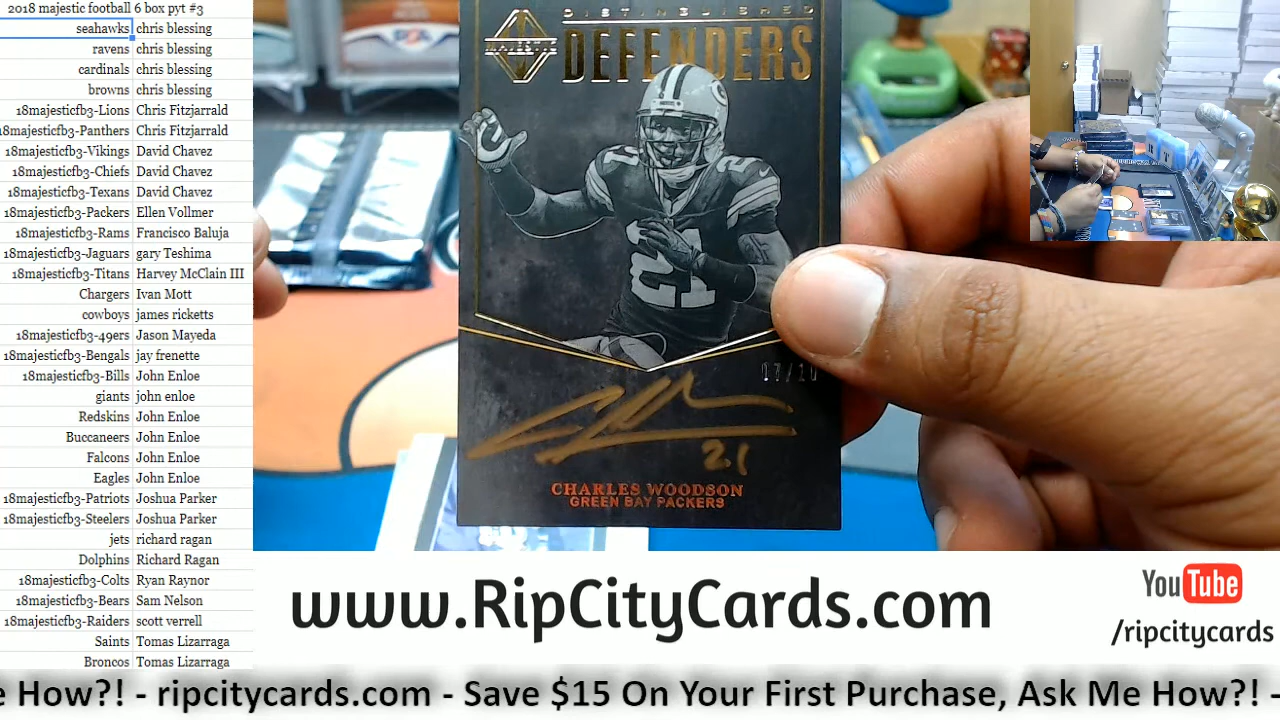 2018 majestic football 6 box pyt #3
seahawks chris blessing
ravens chris blessing
cardinals chris blessing
browns chris blessing
18majesticfb3-Lions Chris Fitzjarrald
18majesticfb3-Panthers Chris Fitzjarrald
18majesticfb3-Vikings David Chavez
18majesticfb3-Chiefs David Chavez
18majesticfb3-Texans David Chavez
18majesticfb3-Packers Ellen Vollmer
18majesticfb3-Rams Francisco Baluja
18majesticfb3-Jaguars gary Teshima
18majesticfb3-Titans Harvey McClain III
Chargers Ivan Mott
cowboys james ricketts
18majesticfb3-49ers Jason Mayeda
18majesticfb3-Bengals jay frenette
18majesticfb3-Bills John Enloe
giants john enloe
Redskins John Enloe
Buccaneers John Enloe
Falcons John Enloe
Eagles John Enloe
18majesticfb3-Patriots Joshua Parker
18majesticfb3-Steelers Joshua Parker
jets richard ragan
Dolphins Richard Ragan
18majesticfb3-Colts Ryan Raynor
18majesticfb3-Bears Sam Nelson
18majesticfb3-Raiders scott verrell
Saints Tomas Lizarraga
Broncos Tomas Lizarraga
DISTINGUISHED
MAJESTIC
DEFENDERS
21
21
21
07/10
21
CHARLES WOODSON
GREEN BAY PACKERS
www.RipCityCards.com
YouTube
/ripcitycards
e How?! - ripcitycards.com - Save $15 On Your First Purchase, Ask Me How?! -